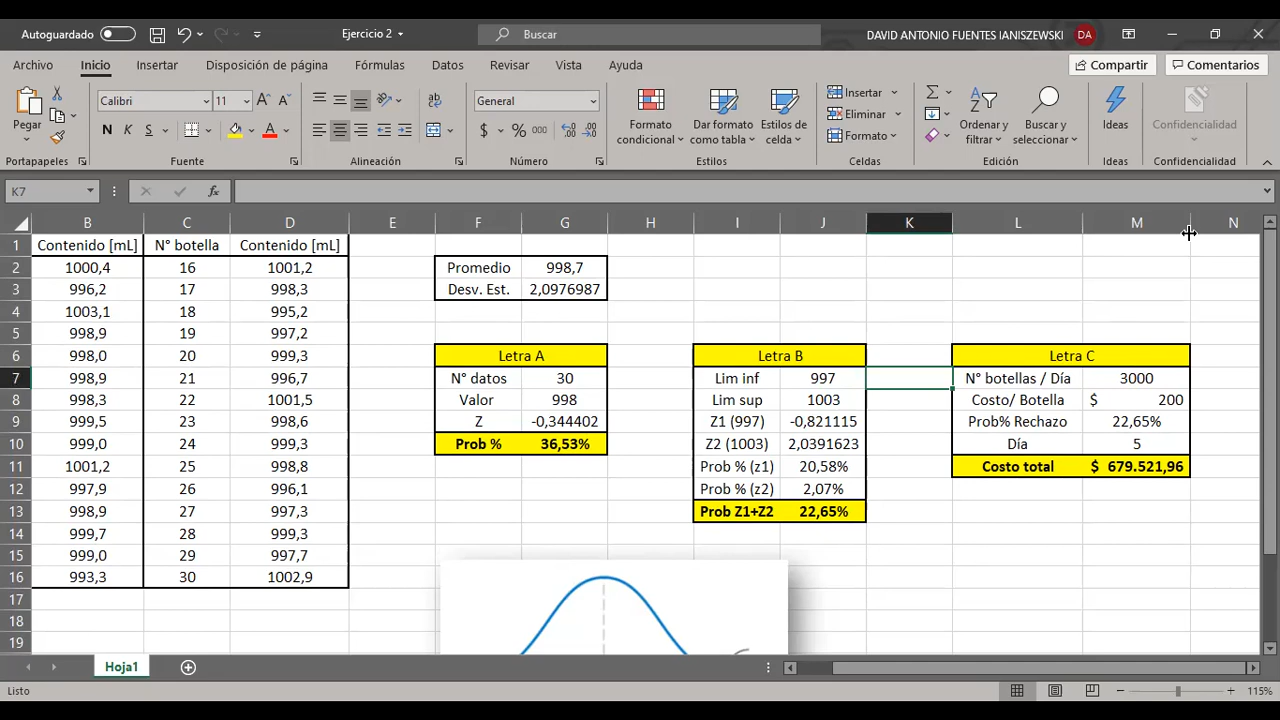 Autoguardado
Ejercicio 2
Buscar
DAVID ANTONIO FUENTES IANISZEWSKI
DA
Archivo Inicio Insertar Disposición de página Fórmulas Datos Revisar Vista Ayuda
Compartir Comentarios
Pegar
Calibri 11
N K S
General
$ % 000
Formato condicional
Dar formato como tabla
Estilos de celda
Insertar
Eliminar
Formato
Ordenar y filtrar
Buscar y seleccionar
Ideas
Confidencialidad
Portapapeles Fuente Alineación Número Estilos Celdas Edición Ideas Confidencialidad
K7 fx
B C D E F G H I J K L M N
1 Contenido [mL] N° botella Contenido [mL]
2 1000,4 16 1001,2 Promedio 998,7
3 996,2 17 998,3 Desv. Est. 2,0976987
4 1003,1 18 995,2
5 998,9 19 997,2
6 998,0 20 999,3 Letra A Letra B Letra C
7 998,9 21 996,7 N° datos 30 Lim inf 997 N° botellas / Día 3000
8 998,3 22 1001,5 Valor 998 Lim sup 1003 Costo/ Botella $ 200
9 999,5 23 998,6 Z -0,344402 Z1 (997) -0,821115 Prob% Rechazo 22,65%
10 999,0 24 999,3 Prob % 36,53% Z2 (1003) 2,0391623 Día 5
11 1001,2 25 998,8 Prob % (z1) 20,58% Costo total $ 679.521,96
12 997,9 26 996,1 Prob % (z2) 2,07%
13 998,9 27 997,3 Prob Z1+Z2 22,65%
14 999,7 28 999,3
15 999,0 29 997,7
16 993,3 30 1002,9
17
18
19
Hoja1
Listo
115%